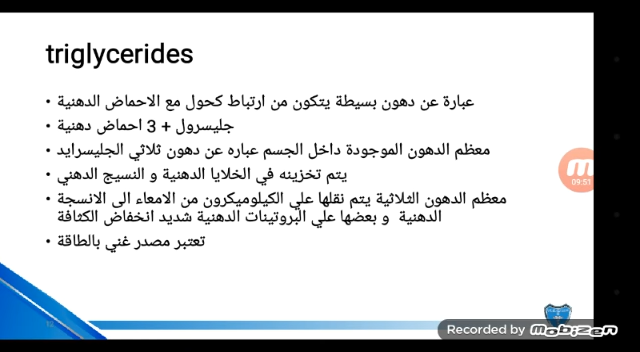 triglycerides
• عبارة عن دهون بسيطة يتكون من ارتباط كحول مع الاحماض الدهنية
• جليسرول + 3 احماض دهنية
• معظم الدهون الموجودة داخل الجسم عباره عن دهون ثلاثي الجليسرايد
• يتم تخزينه في الخلايا الدهنية و النسيج الدهني
• معظم الدهون الثلاثية يتم نقلها علي الكيلوميكرون من الامعاء الى الانسجة
الدهنية و بعضها علي البروتينات الدهنية شديد انخفاض الكثافة
• تعتبر مصدر غني بالطاقة
09:51
12
Recorded by Mobizen